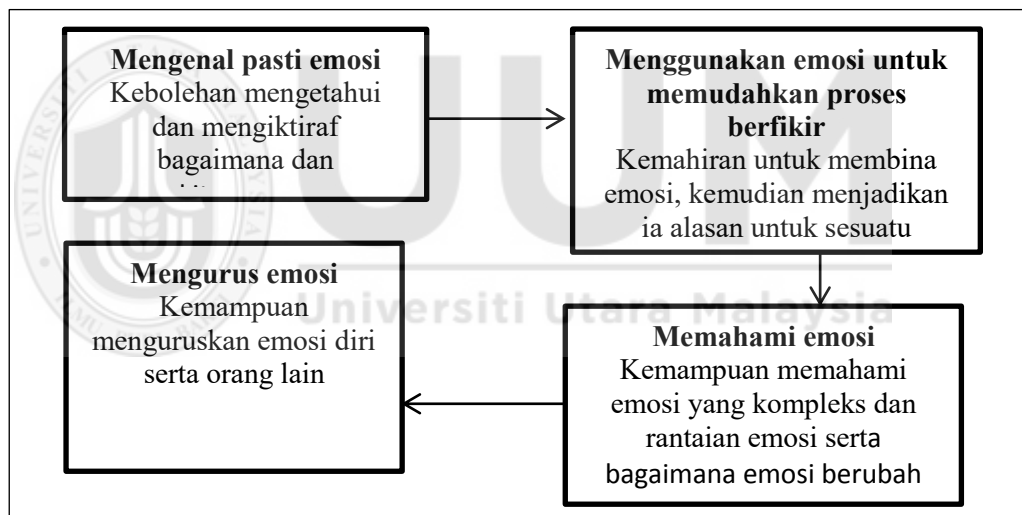 Mengenal pasti emosi
Kebolehan mengetahui
dan mengiktiraf
bagaimana dan
Menggunakan emosi untuk
memudahkan proses
berfikir
Kemahiran untuk membina
emosi, kemudian menjadikan
ia alasan untuk sesuatu
Memahami emosi
Kemampuan memahami
emosi yang kompleks dan
rantaian emosi serta
bagaimana emosi berubah
Mengurus emosi
Kemampuan
menguruskan emosi diri
serta orang lain
UUM
Universiti Utara Malaysia